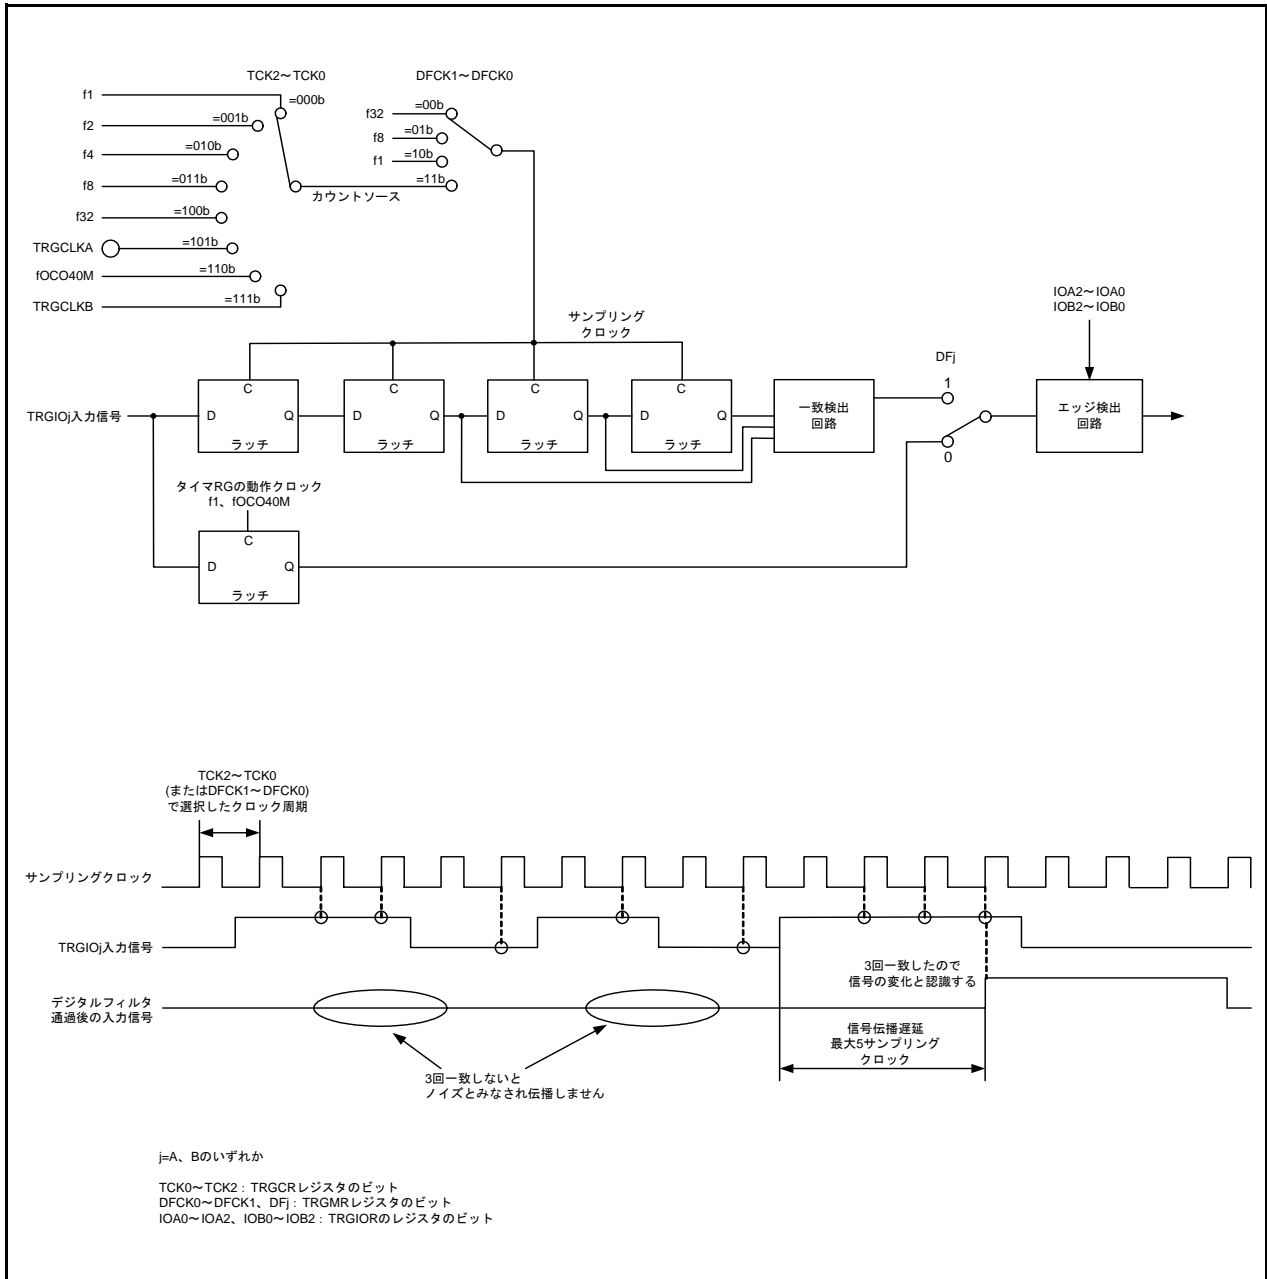 TCK2～TCK0
DFCK1～DFCK0
f1
=000b
f2
=001b
f4
=010b
f8
=011b
f32
=100b
TRGCLKA
=101b
fOCO40M
=110b
TRGCLKB
=111b
カウントソース
f32
=00b
f8
=01b
f1
=10b
=11b
サンプリング
クロック
IOA2～IOA0
IOB2～IOB0
DFj
1
0
TRGIOj入力信号
C
D
Q
ラッチ
C
D
Q
ラッチ
C
D
Q
ラッチ
C
D
Q
ラッチ
一致検出
回路
エッジ検出
回路
タイマRGの動作クロック
f1、fOCO40M
C
D
Q
ラッチ
TCK2～TCK0
(またはDFCK1～DFCK0)
で選択したクロック周期
サンプリングクロック
TRGIOj入力信号
3回一致したので
信号の変化と認識する
デジタルフィルタ
通過後の入力信号
信号伝播遅延
最大5サンプリング
クロック
3回一致しないと
ノイズとみなされ伝播しません
j=A、Bのいずれか
TCK0～TCK2：TRGCRレジスタのビット
DFCK0～DFCK1、DFj：TRGMRレジスタのビット
IOA0～IOA2、IOB0～IOB2：TRGIORのレジスタのビット